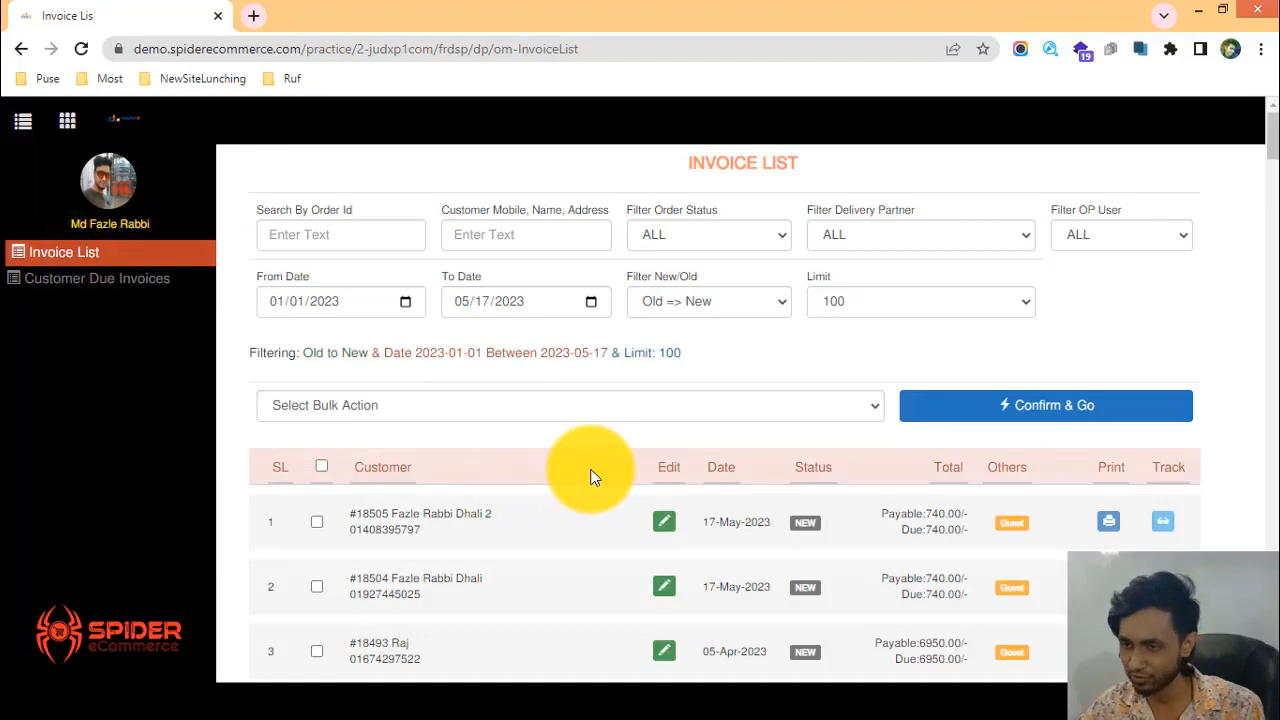 Invoice Lis
demo.spiderecommerce.com/practice/2-judxp1com/frdsp/dp/om-InvoiceList
19
Puse Most NewSiteLunching Ruf
Md Fazle Rabbi
Invoice List
Customer Due Invoices
SPIDER
eCommerce
INVOICE LIST
Search By Order Id Customer Mobile, Name, Address Filter Order Status Filter Delivery Partner Filter OP User
Enter Text Enter Text ALL ALL ALL
From Date To Date Filter New/Old Limit
01/01/2023 05/17/2023 Old => New 100
Filtering: Old to New & Date 2023-01-01 Between 2023-05-17 & Limit: 100
Select Bulk Action Confirm & Go
SL Customer Edit Date Status Total Others Print Track
1 #18505 Fazle Rabbi Dhali 2 17-May-2023 NEW Payable:740.00/- Guest
01408395797 Due:740.00/-
2 #18504 Fazle Rabbi Dhali 17-May-2023 NEW Payable:740.00/- Guest
01927445025 Due:740.00/-
3 #18493 Raj 05-Apr-2023 NEW Payable:6950.00/- Guest
01674297522 Due:6950.00/-